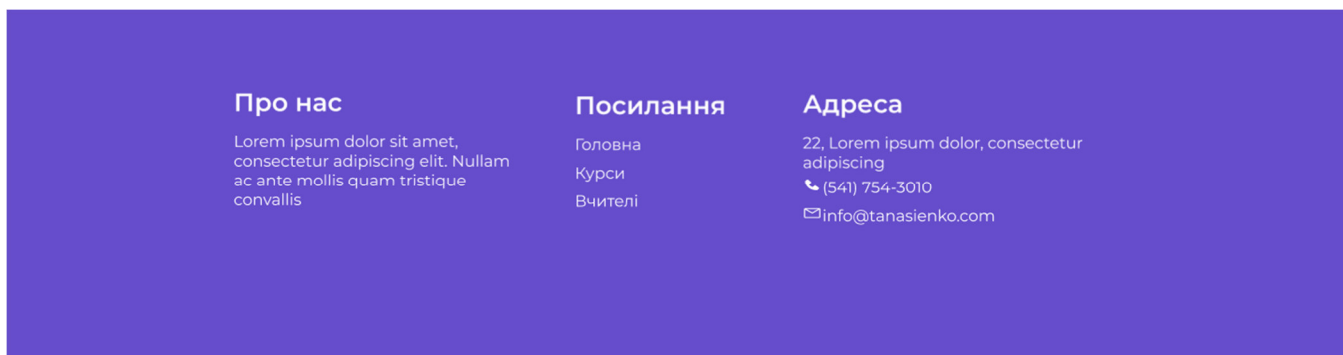 Про нас
Lorem ipsum dolor sit amet,
consectetur adipiscing elit. Nullam
ac ante mollis quam tristique
convallis
Посилання
Головна
Курси
Вчителі
Адреса
22, Lorem ipsum dolor, consectetur
adipiscing
(541) 754-3010
info@tanasienko.com